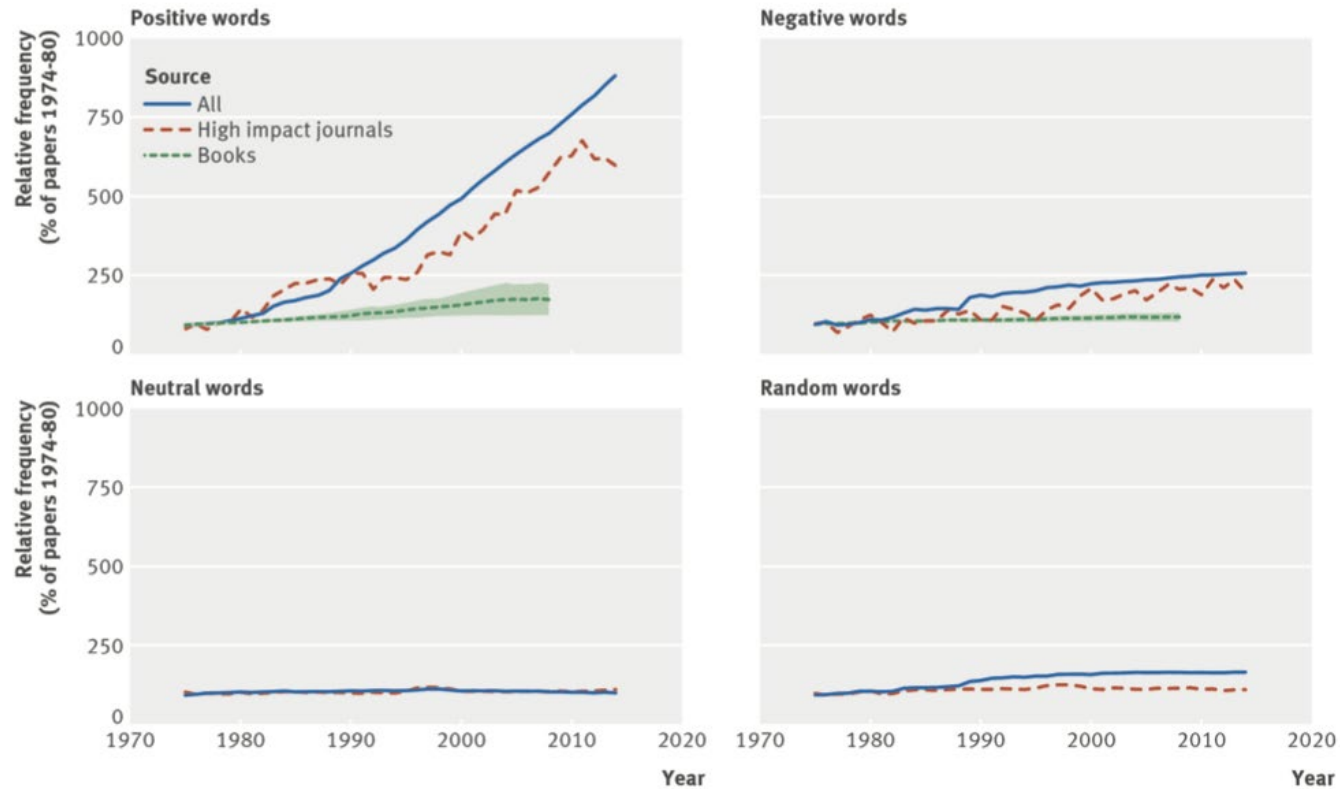 Positive words
Relative frequency
(% of papers 1974-80)
1000
750
500
250
0
Source
All
High impact journals
Books
Negative words
Neutral words
Relative frequency
(% of papers 1974-80)
1000
750
500
250
0
1970
1980
1990
2000
2010
2020
Year
Random words
1970
1980
1990
2000
2010
2020
Year